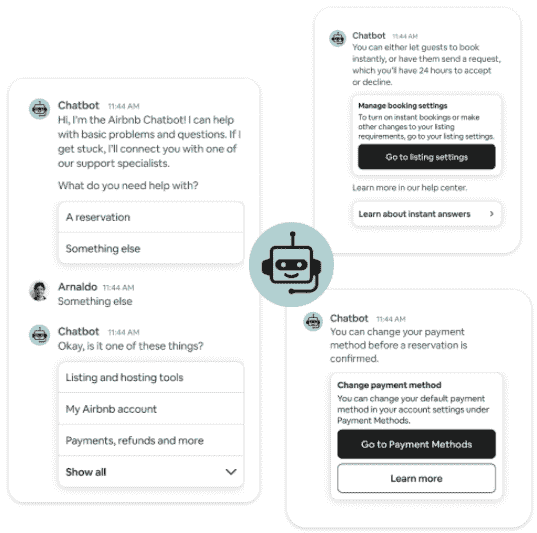 Chatbot 11:44 AM
Hi, I'm the Airbnb Chatbot! I can help
with basic problems and questions. If I
get stuck, I'll connect you with one of
our support specialists.
What do you need help with?
A reservation
Something else
Arnaldo 11:44 AM
Something else
Chatbot 11:44 AM
Okay, is it one of these things?
Listing and hosting tools
My Airbnb account
Payments, refunds and more
Show all
Chatbot 11:44 AM
You can either let guests to book
instantly, or have them send a request,
which you'll have 24 hours to accept
or decline.
Manage booking settings
To turn on instant bookings or make
other changes to your listing
requirements, go to your listing settings.
Go to listing settings
Learn more in our help center.
Learn about instant answers
Chatbot 11:44 AM
You can change your payment
method before a reservation is
confirmed.
Change payment method
You can change your default payment
method in your account settings under
Payment Methods.
Go to Payment Methods
Learn more